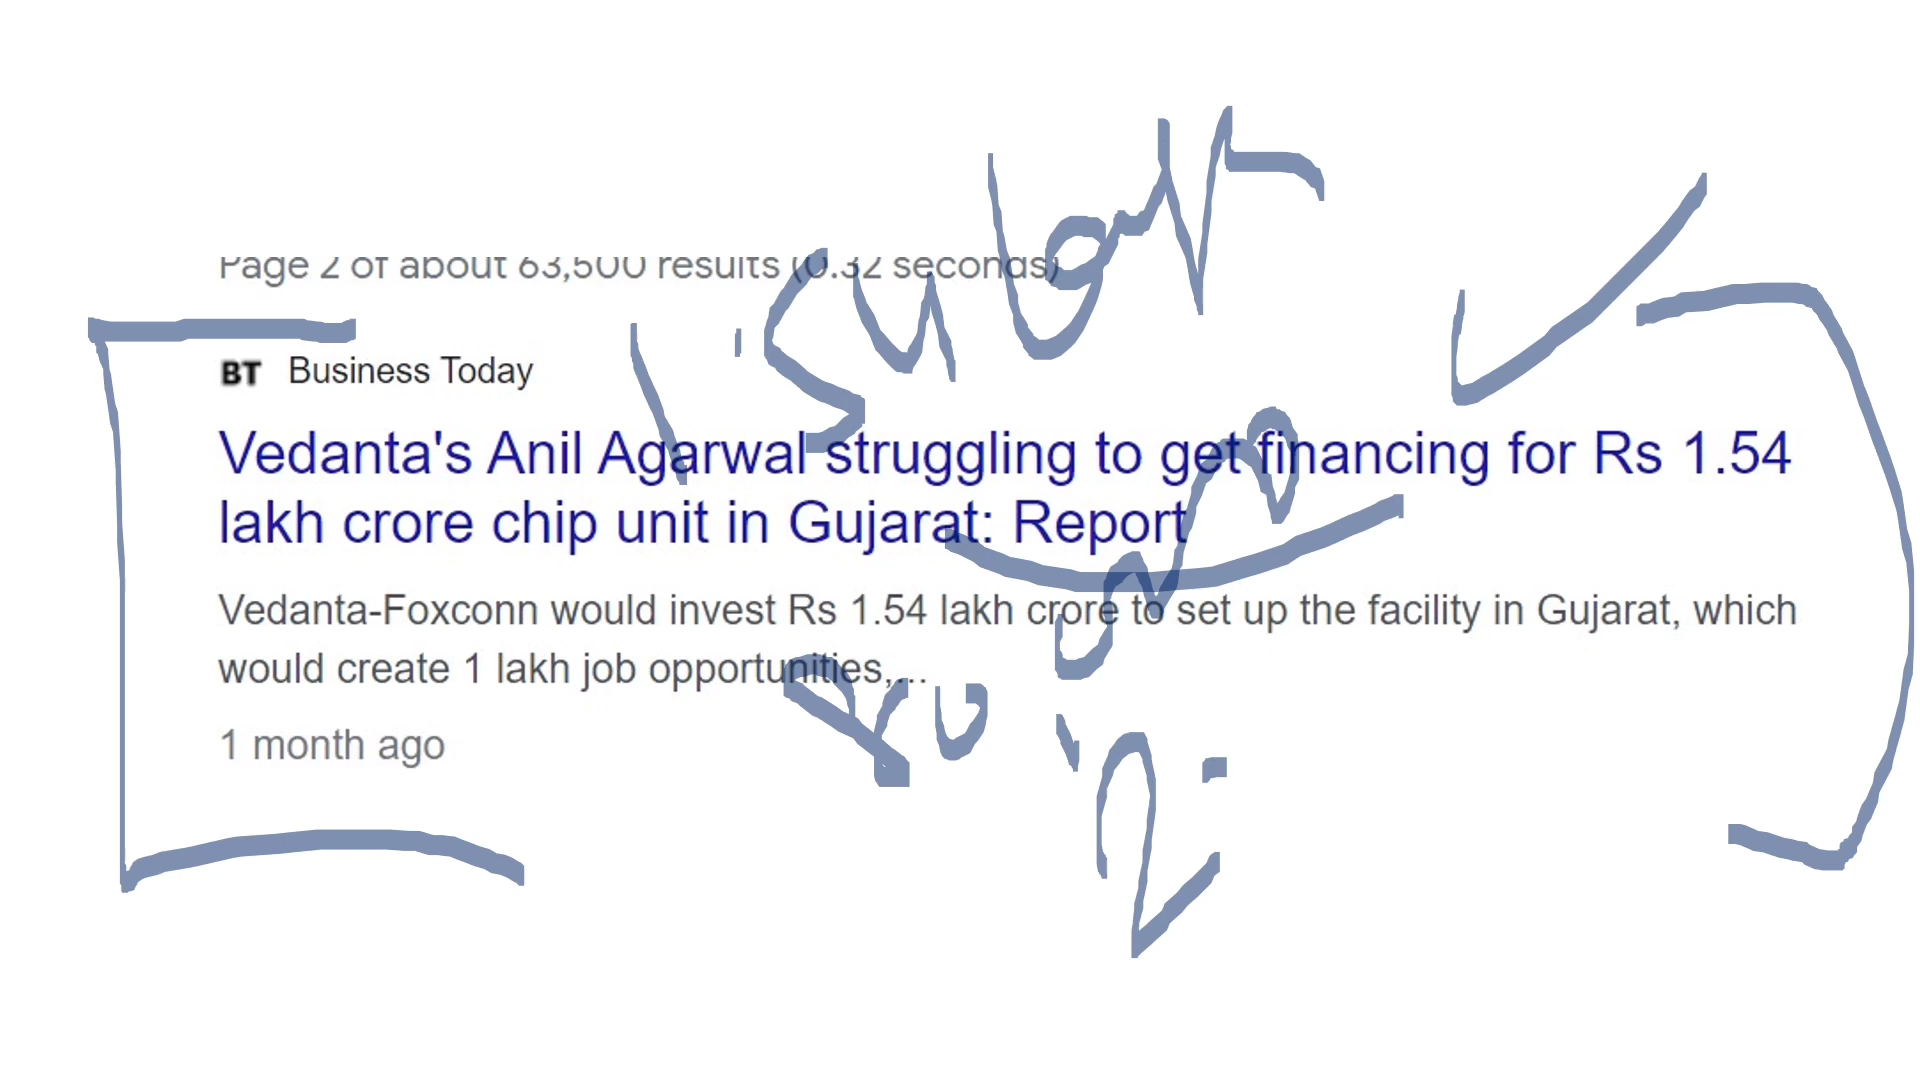 Page 2 of about 63,500 results (0.32 seconds)
BT Business Today
Vedanta's Anil Agarwal struggling to get financing for Rs 1.54
lakh crore chip unit in Gujarat: Report
Vedanta-Foxconn would invest Rs 1.54 lakh crore to set up the facility in Gujarat, which
would create 1 lakh job opportunities,...
1 month ago